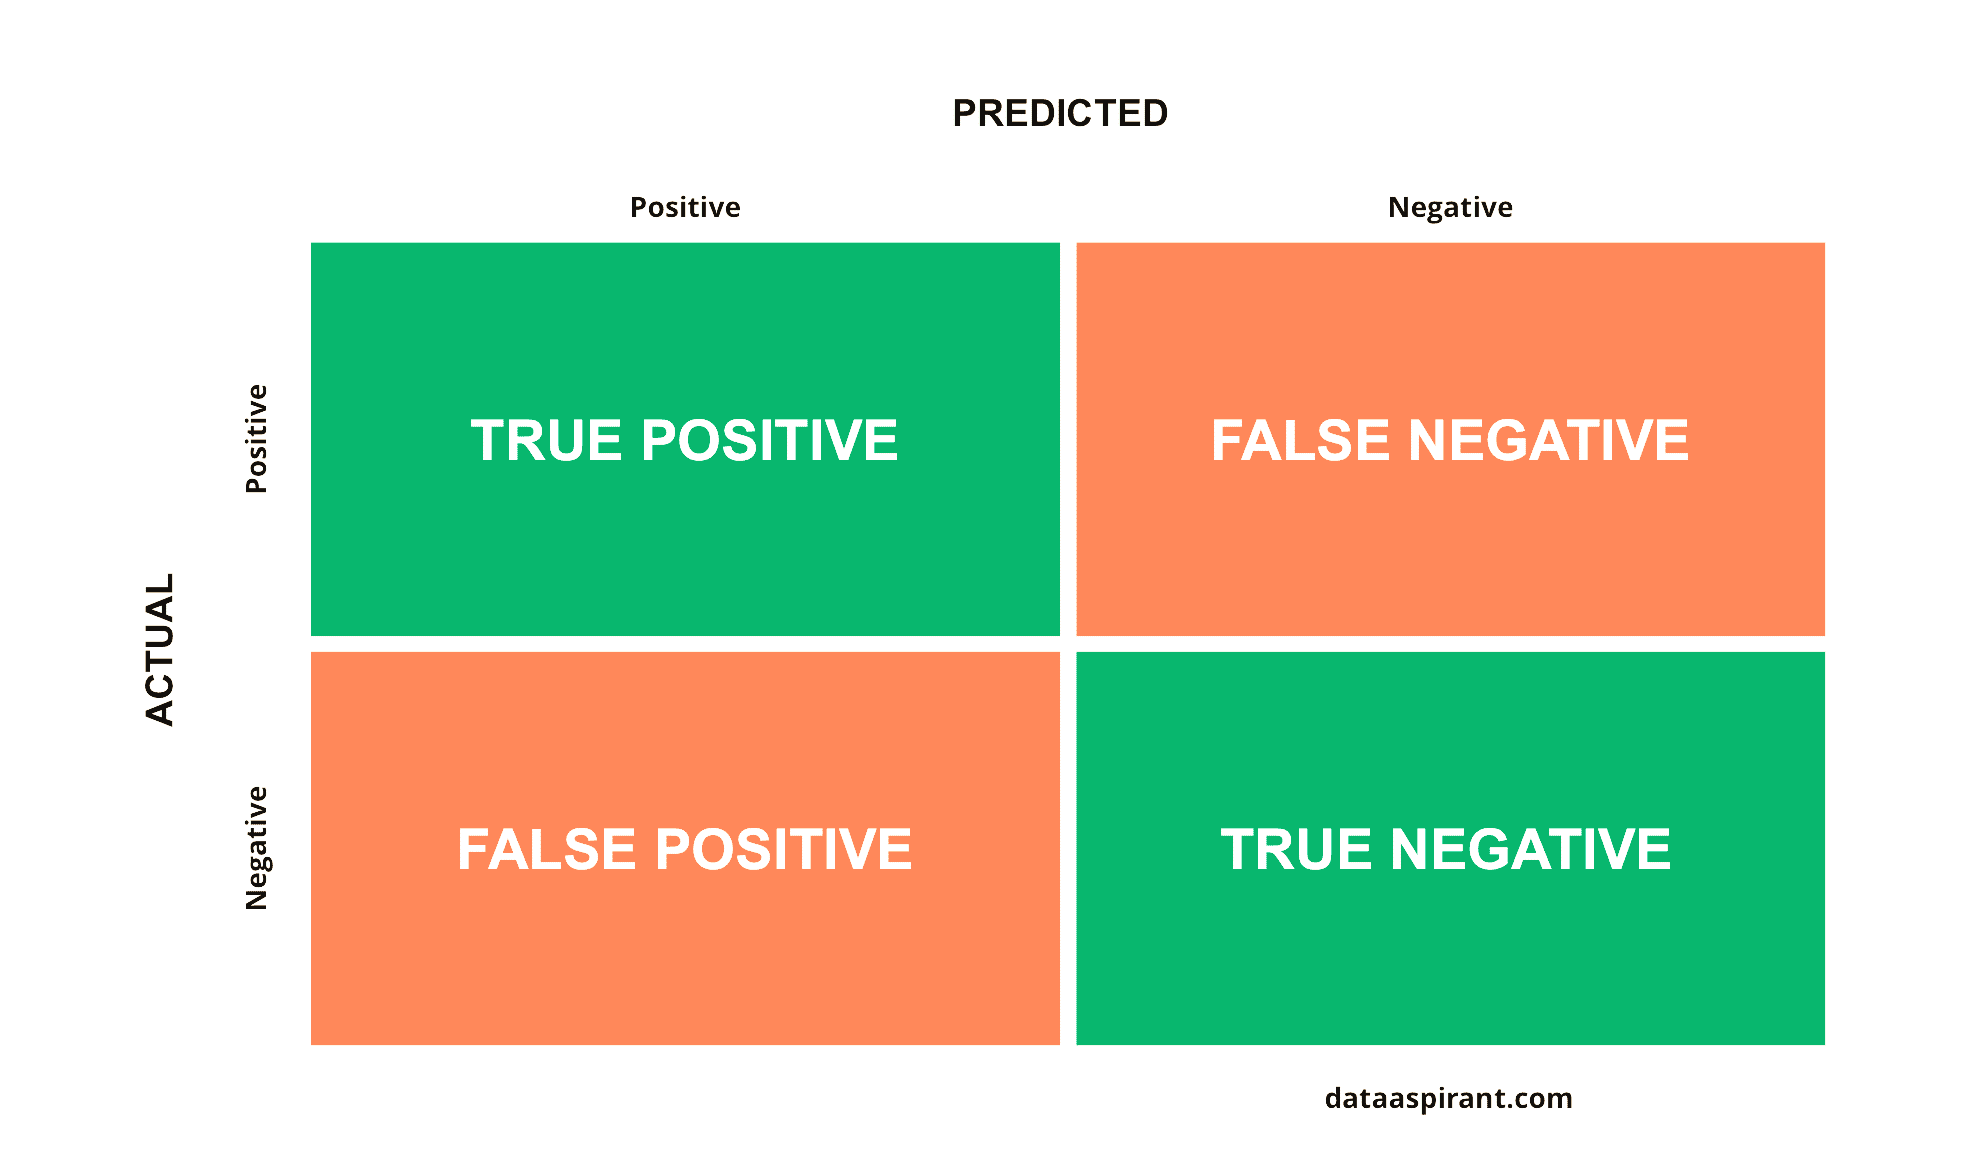 PREDICTED
Positive
Negative
ACTUAL
Positive
TRUE POSITIVE
FALSE NEGATIVE
Negative
FALSE POSITIVE
TRUE NEGATIVE
dataaspirant.com